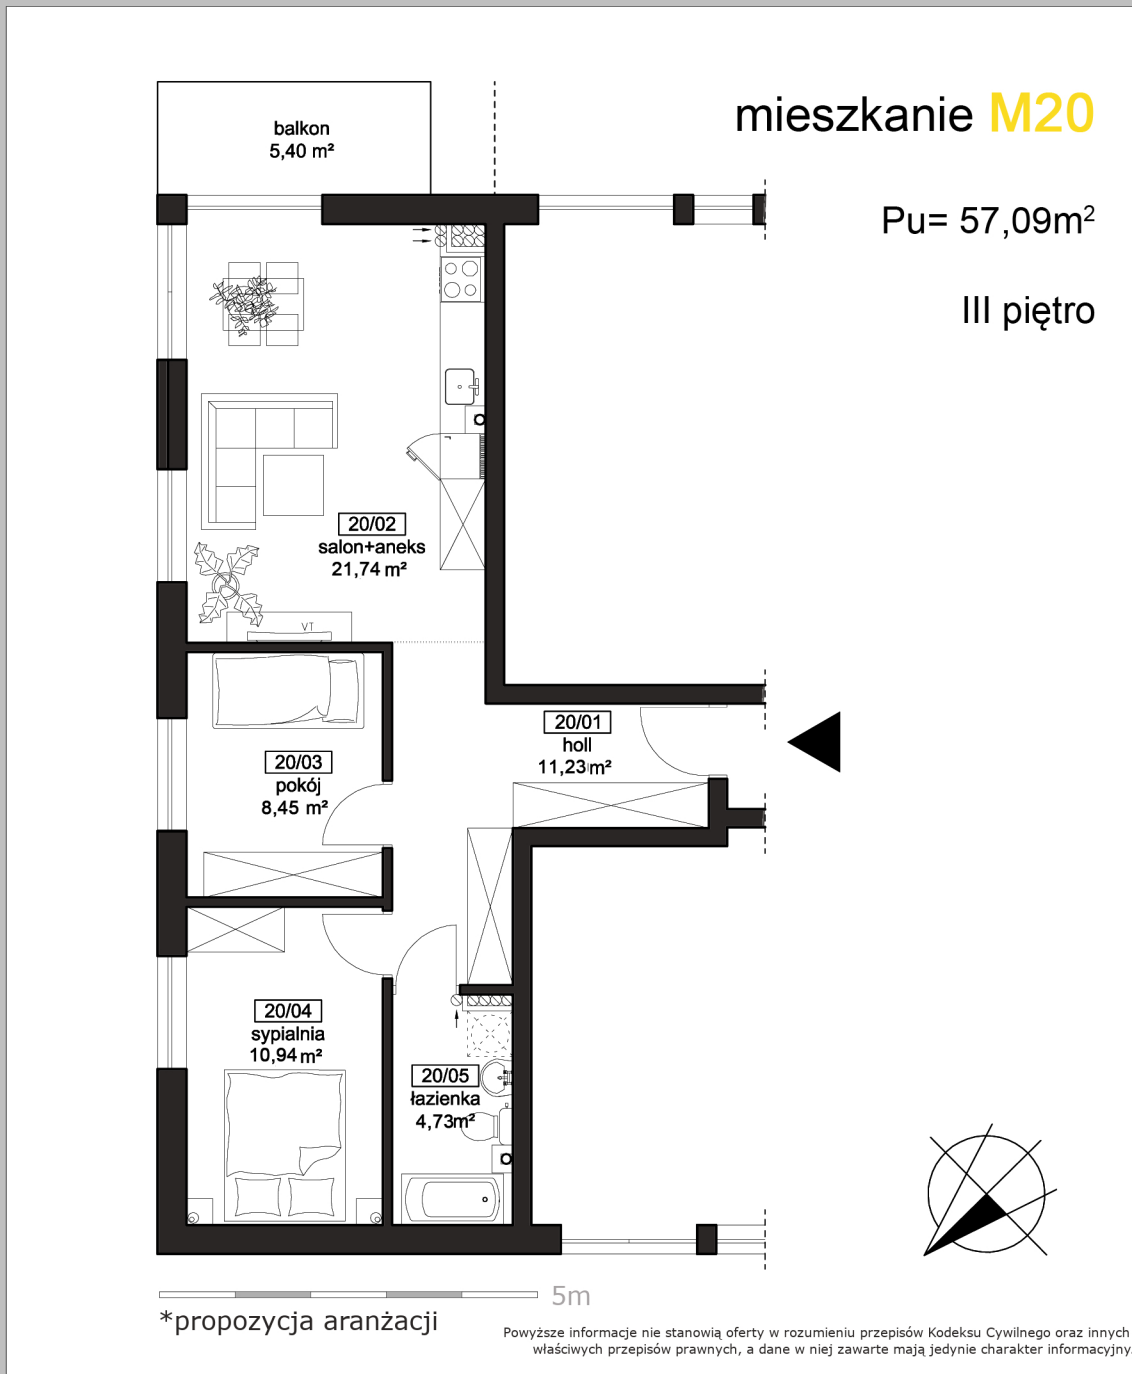 balkon
5,40 m²
mieszkanie M20
Pu= 57,09m²
III piętro
20/02
salon+aneks
21,74 m²
VT
20/01
holl
11,23 m²
20/03
pokój
8,45 m²
20/04
sypialnia
10,94 m²
20/05
łazienka
4,73m²
5m
*propozycja aranżacji
Powyższe informacje nie stanowią oferty w rozumieniu przepisów Kodeksu Cywilnego oraz innych
właściwych przepisów prawnych, a dane w niej zawarte mają jedynie charakter informacyjny.